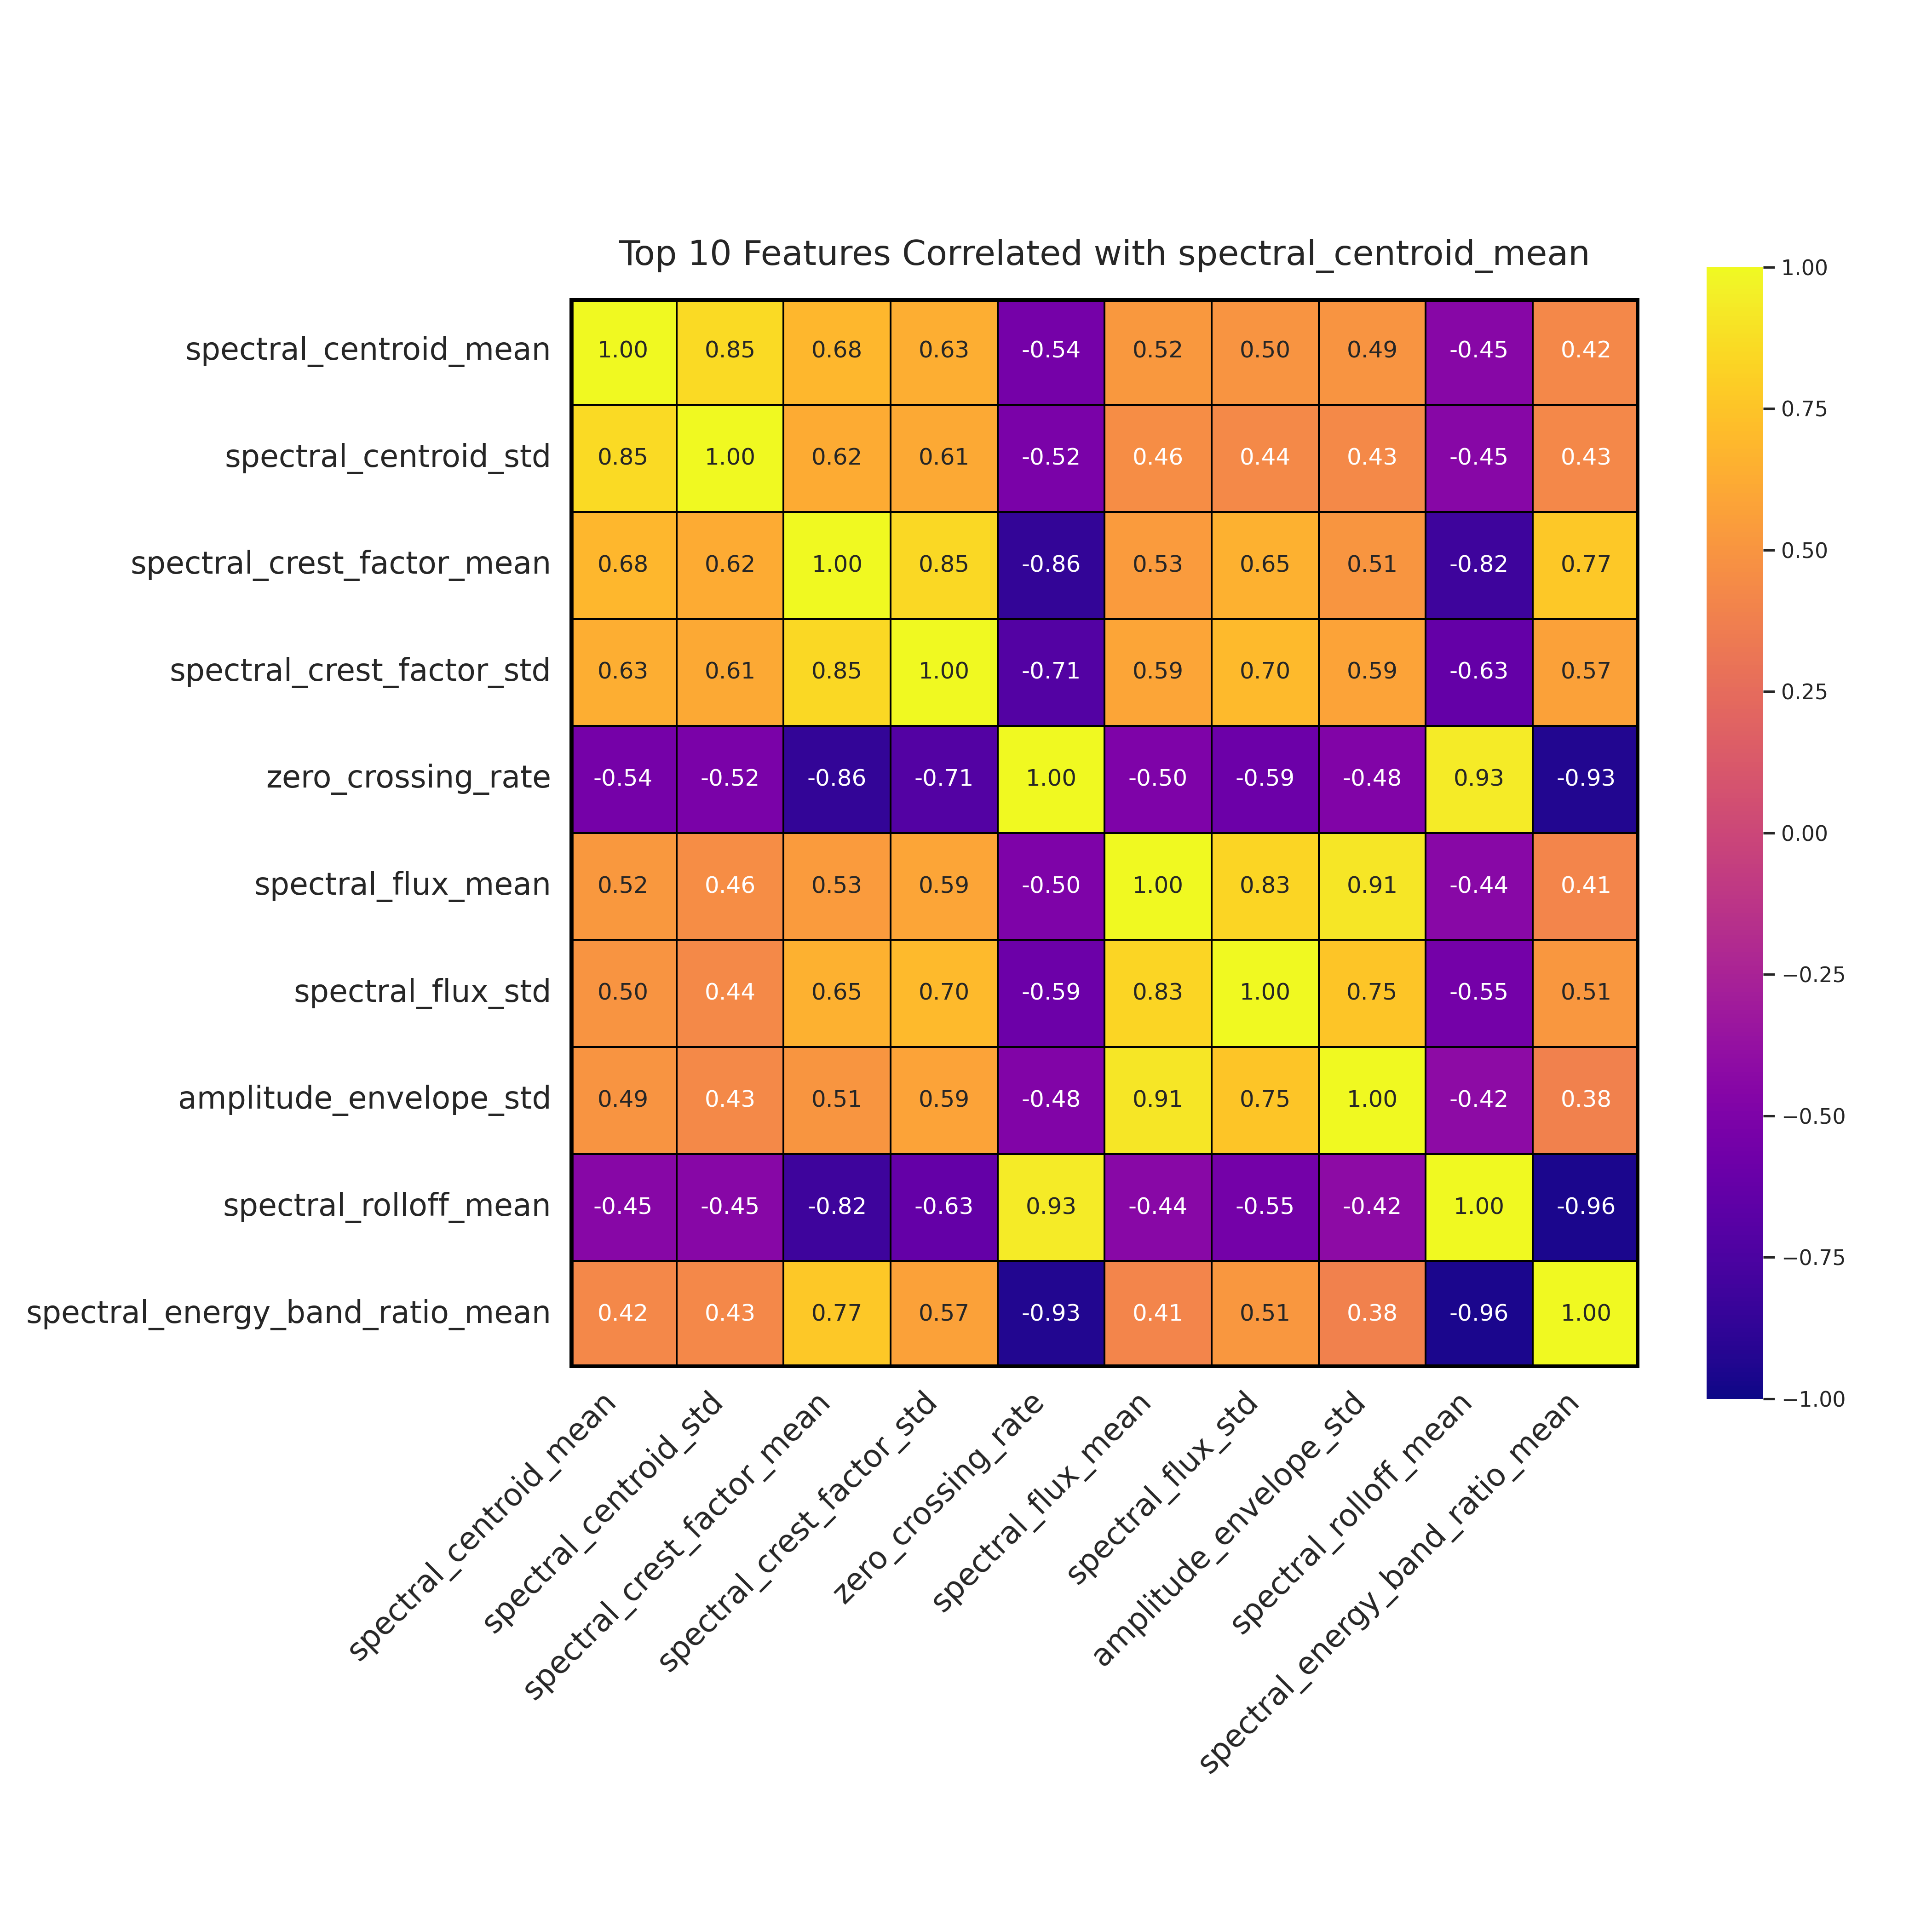 Top 10 Features Correlated with spectral_centroid_mean
spectral_centroid_mean 1.00 0.85 0.68 0.63 -0.54 0.52 0.50 0.49 -0.45 0.42
spectral_centroid_std 0.85 1.00 0.62 0.61 -0.52 0.46 0.44 0.43 -0.45 0.43
spectral_crest_factor_mean 0.68 0.62 1.00 0.85 -0.86 0.53 0.65 0.51 -0.82 0.77
spectral_crest_factor_std 0.63 0.61 0.85 1.00 -0.71 0.59 0.70 0.59 -0.63 0.57
zero_crossing_rate -0.54 -0.52 -0.86 -0.71 1.00 -0.50 -0.59 -0.48 0.93 -0.93
spectral_flux_mean 0.52 0.46 0.53 0.59 -0.50 1.00 0.83 0.91 -0.44 0.41
spectral_flux_std 0.50 0.44 0.65 0.70 -0.59 0.83 1.00 0.75 -0.55 0.51
amplitude_envelope_std 0.49 0.43 0.51 0.59 -0.48 0.91 0.75 1.00 -0.42 0.38
spectral_rolloff_mean -0.45 -0.45 -0.82 -0.63 0.93 -0.44 -0.55 -0.42 1.00 -0.96
spectral_energy_band_ratio_mean 0.42 0.43 0.77 0.57 -0.93 0.41 0.51 0.38 -0.96 1.00
spectral_centroid_mean
spectral_centroid_std
spectral_crest_factor_mean
spectral_crest_factor_std
zero_crossing_rate
spectral_flux_mean
spectral_flux_std
amplitude_envelope_std
spectral_rolloff_mean
spectral_energy_band_ratio_mean
1.00
0.75
0.50
0.25
0.00
−0.25
−0.50
−0.75
−1.00